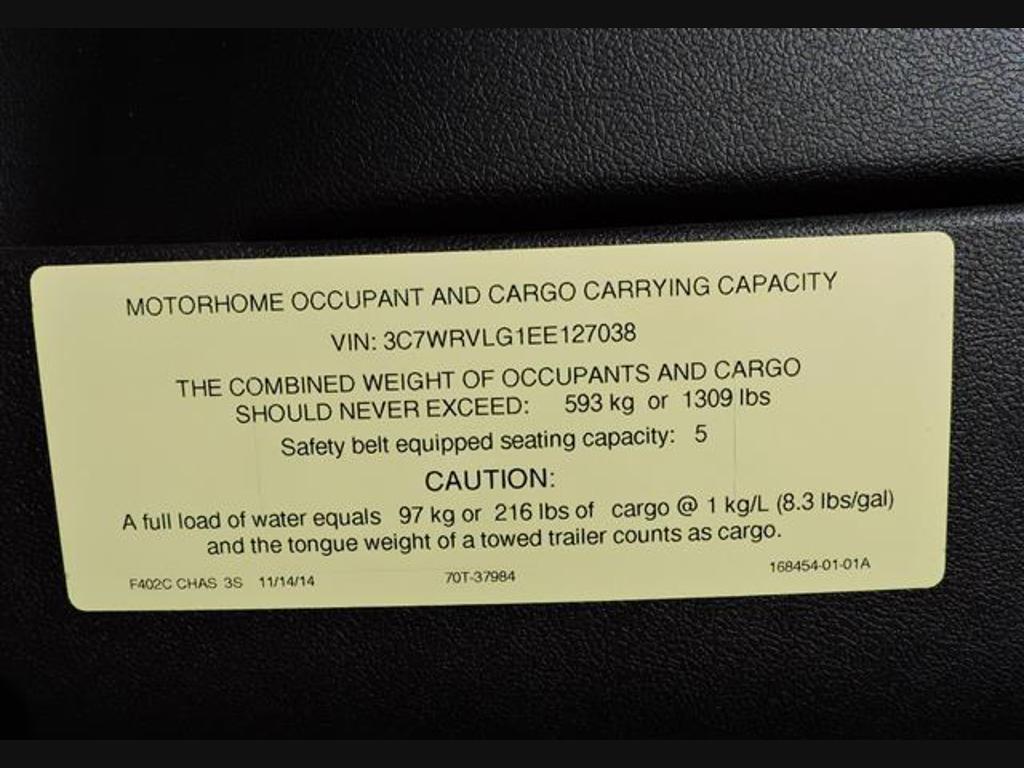 MOTORHOME OCCUPANT AND CARGO CARRYING CAPACITY
VIN: 3C7WRVLG1EE127038
THE COMBINED WEIGHT OF OCCUPANTS AND CARGO
SHOULD NEVER EXCEED: 593 kg or 1309 lbs
Safety belt equipped seating capacity: 5
CAUTION:
A full load of water equals 97 kg or 216 lbs of cargo @ 1 kg/L (8.3 lbs/gal)
and the tongue weight of a towed trailer counts as cargo.
F402C CHAS 3S 11/14/14 70T-37984 168454-01-01A